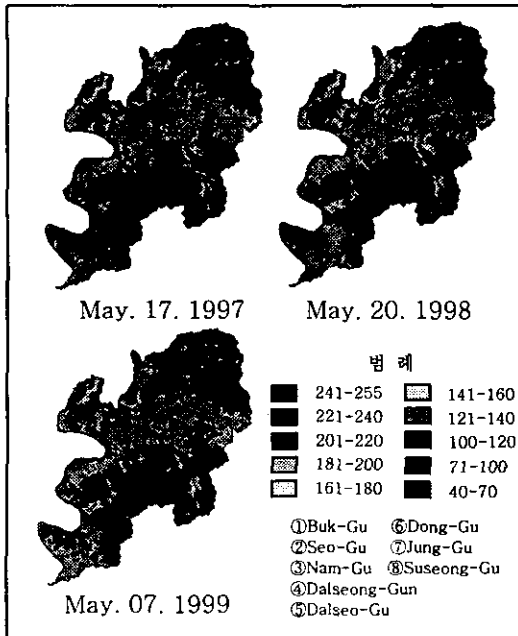 May. 17. 1997
May. 20. 1998
May. 07. 1999
범 례
241-255
221-240
201-220
181-200
161-180
141-160
121-140
100-120
71-100
40-70
①Buk-Gu
②Seo-Gu
③Nam-Gu
④Dalseong-Gun
⑤Dalseo-Gu
⑥Dong-Gu
⑦Jung-Gu
⑧Suseong-Gu